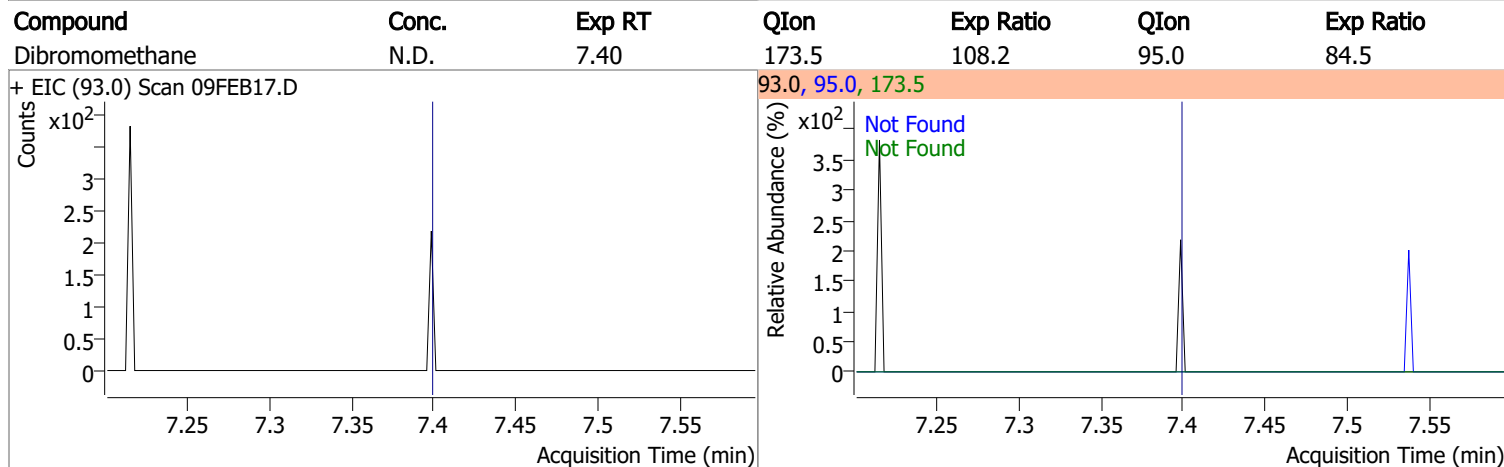 Compound Conc. Exp RT QIon Exp Ratio QIon Exp Ratio
Dibromomethane N.D. 7.40 173.5 108.2 95.0 84.5
+ EIC (93.0) Scan 09FEB17.D
Counts
x10²
3
2.5
2
1.5
1
0.5
0
7.25 7.3 7.35 7.4 7.45 7.5 7.55
Acquisition Time (min)
93.0, 95.0, 173.5
Relative Abundance (%)
x10²
Not Found
Not Found
3.5
3
2.5
2
1.5
1
0.5
0
7.25 7.3 7.35 7.4 7.45 7.5 7.55
Acquisition Time (min)